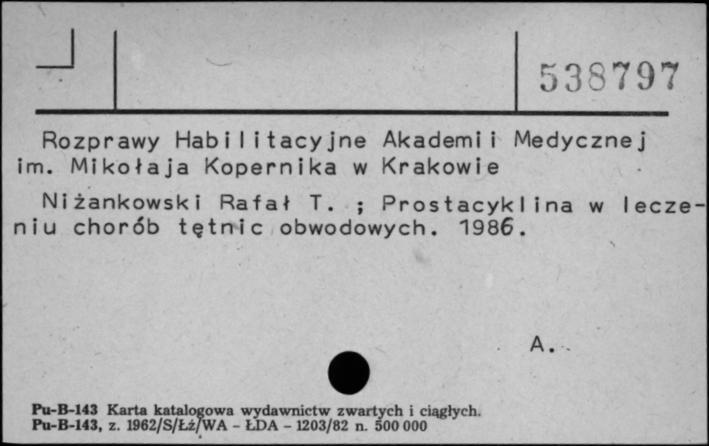 538797
Rozprawy Habilitacyjne Akademii Medycznej
im. Mikołaja Kopernika w Krakowie
Niżankowski Rafał T. ; Prostacyklina w lecze-
niu chorób tętnic obwodowych. 1986.
A.
Pu-B-143 Karta katalogowa wydawnictw zwartych i ciągłych.
Pu-B-143, z. 1962/S/Łż/WA – ŁDA – 1203/82 n. 500 000